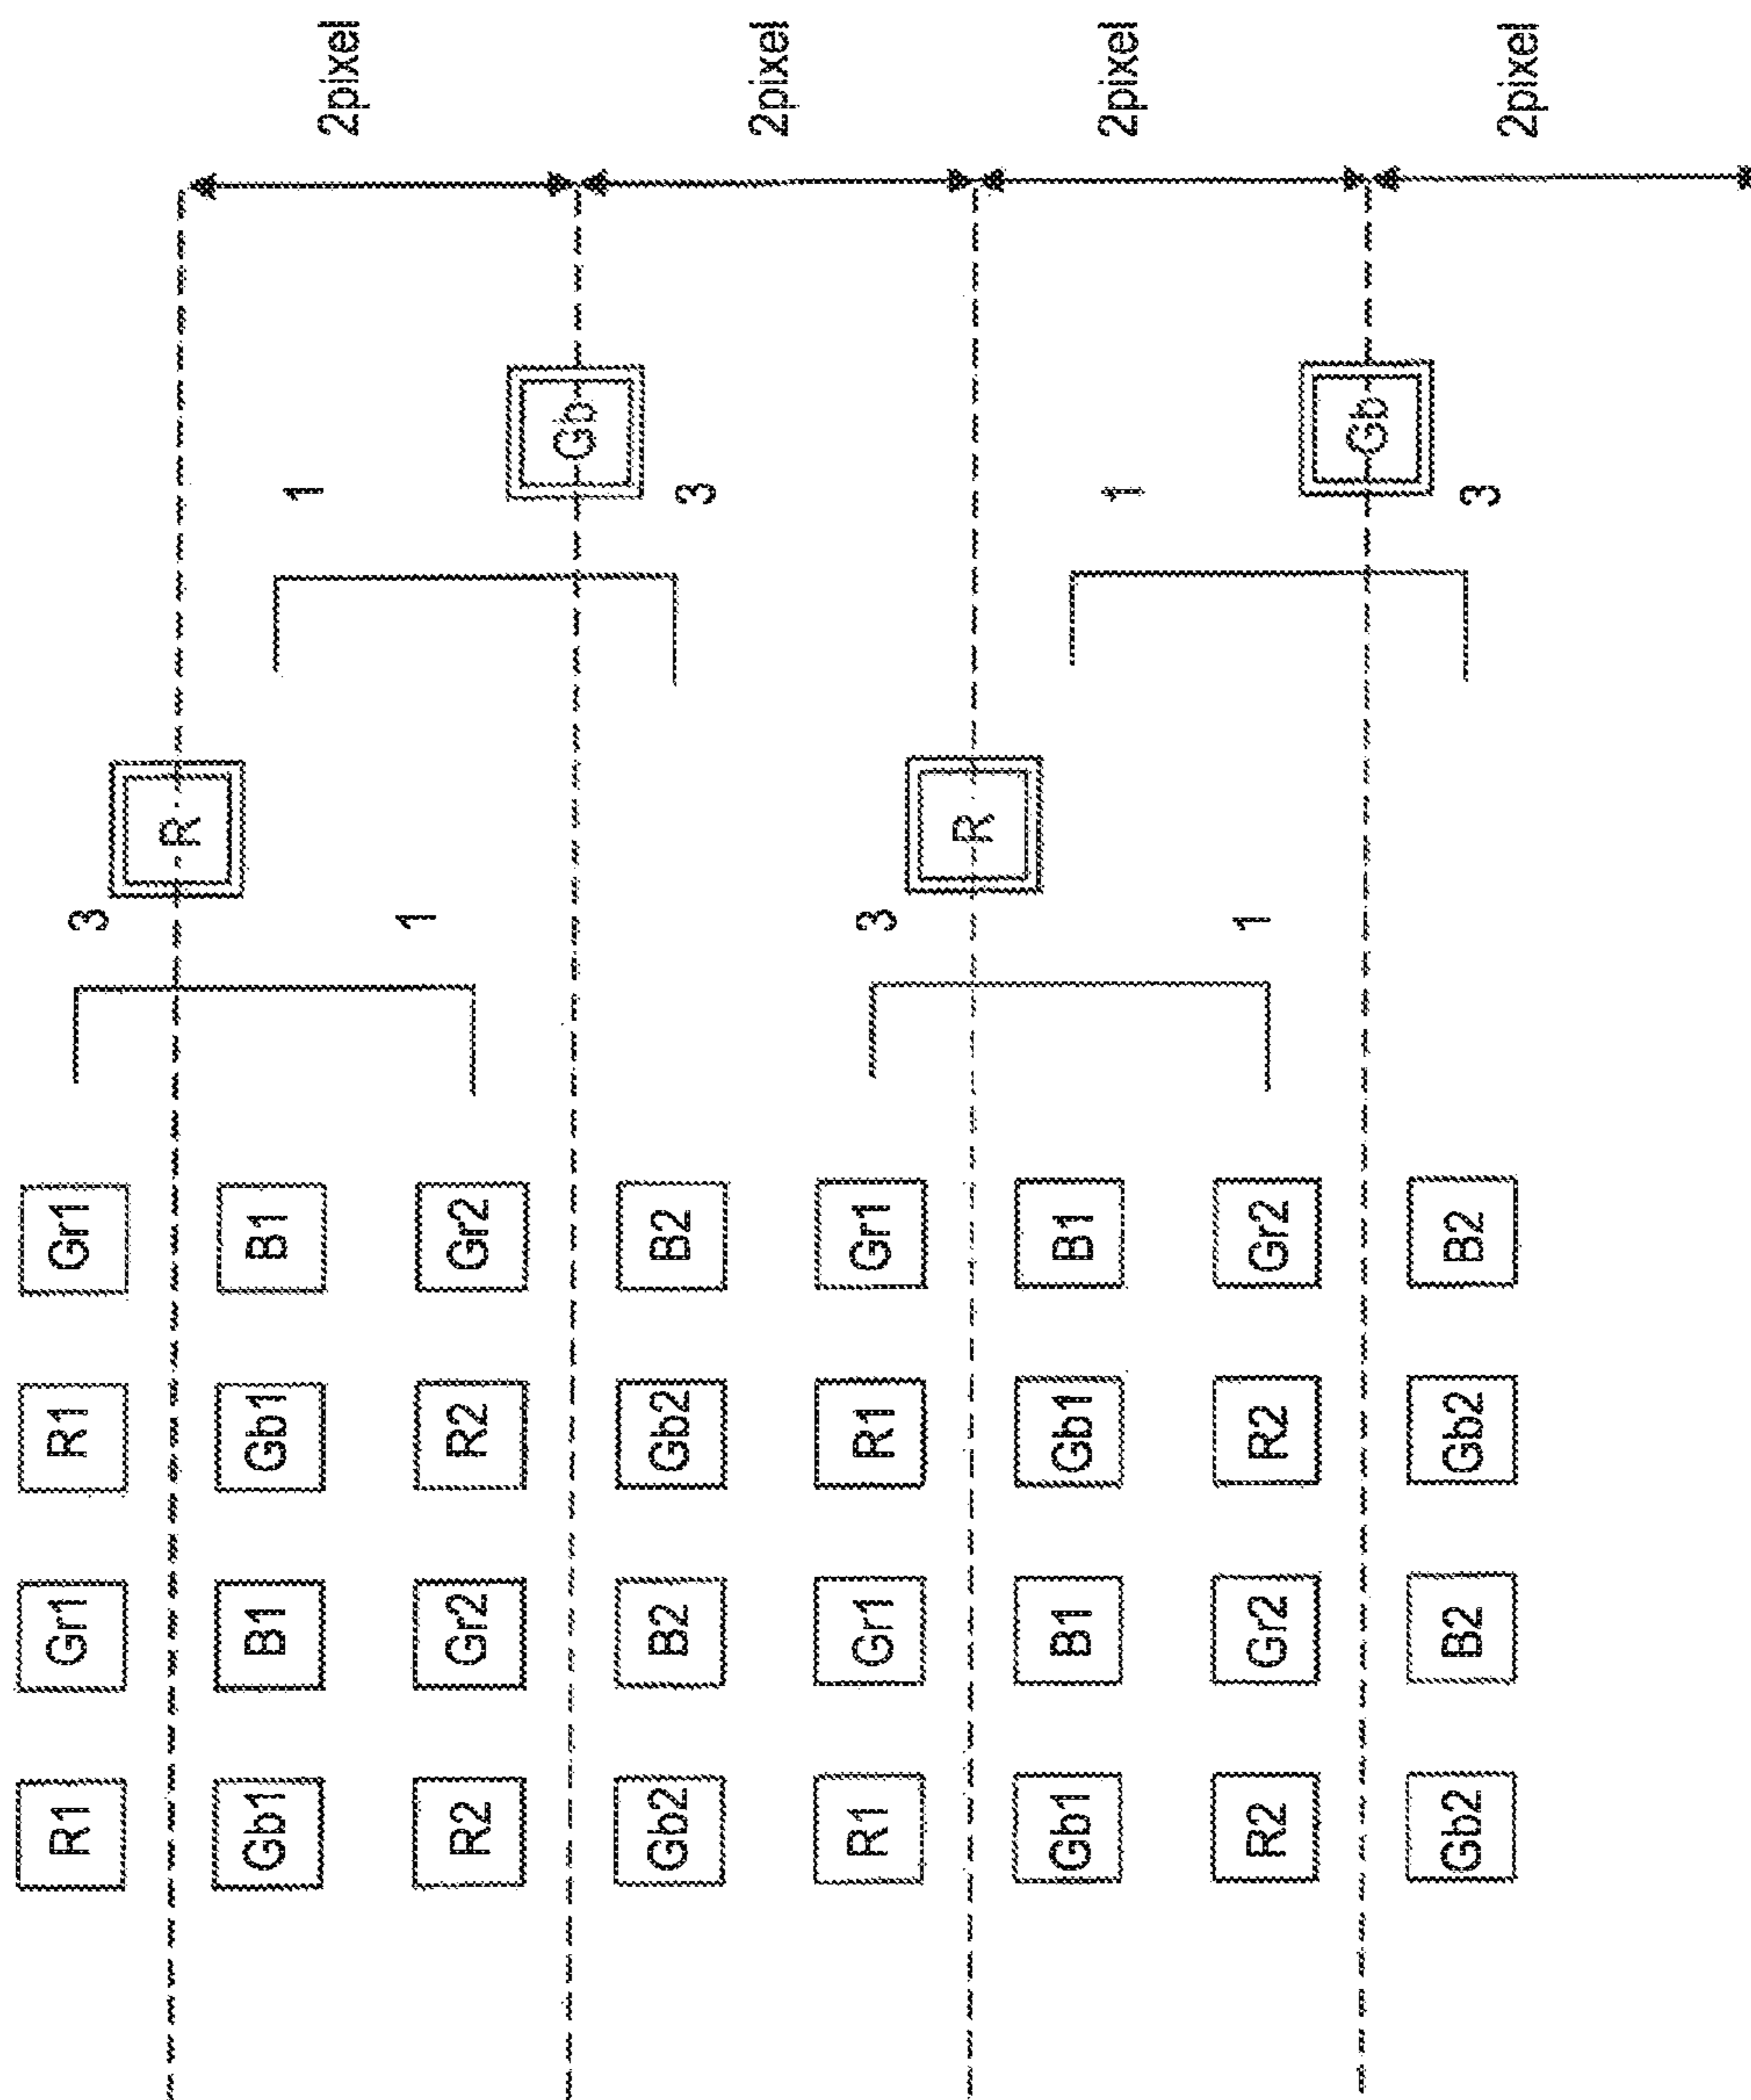 R1 Gr1 R1 Gr1 3
R
Gb1 B1 Gb1 B1 1 2pixel
R2 Gr2 R2 Gr2 1
Gb
Gb2 B2 Gb2 B2 3 2pixel
R1 Gr1 R1 Gr1 3
R
Gb1 B1 Gb1 B1 1 2pixel
R2 Gr2 R2 Gr2 1
Gb
Gb2 B2 Gb2 B2 3 2pixel